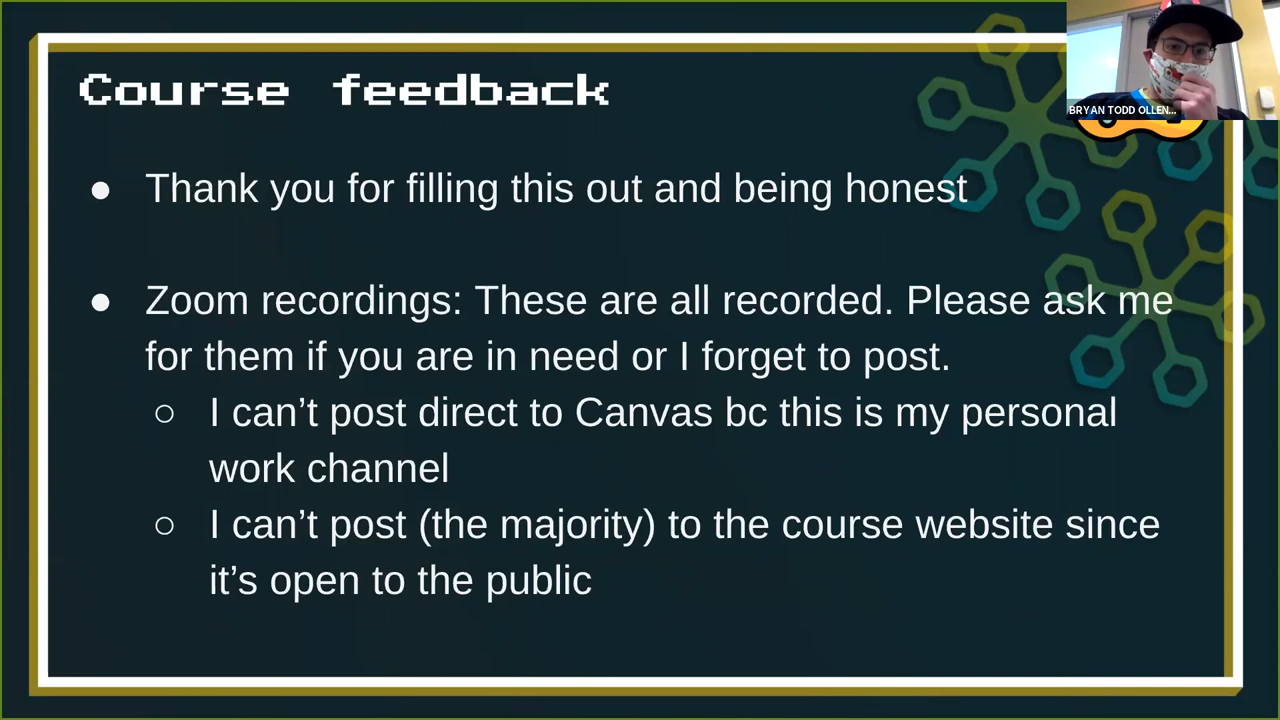 Course feedback
BRYAN TODD OLLEN...
● Thank you for filling this out and being honest
● Zoom recordings: These are all recorded. Please ask me
for them if you are in need or I forget to post.
○ I can’t post direct to Canvas bc this is my personal
work channel
○ I can’t post (the majority) to the course website since
it’s open to the public